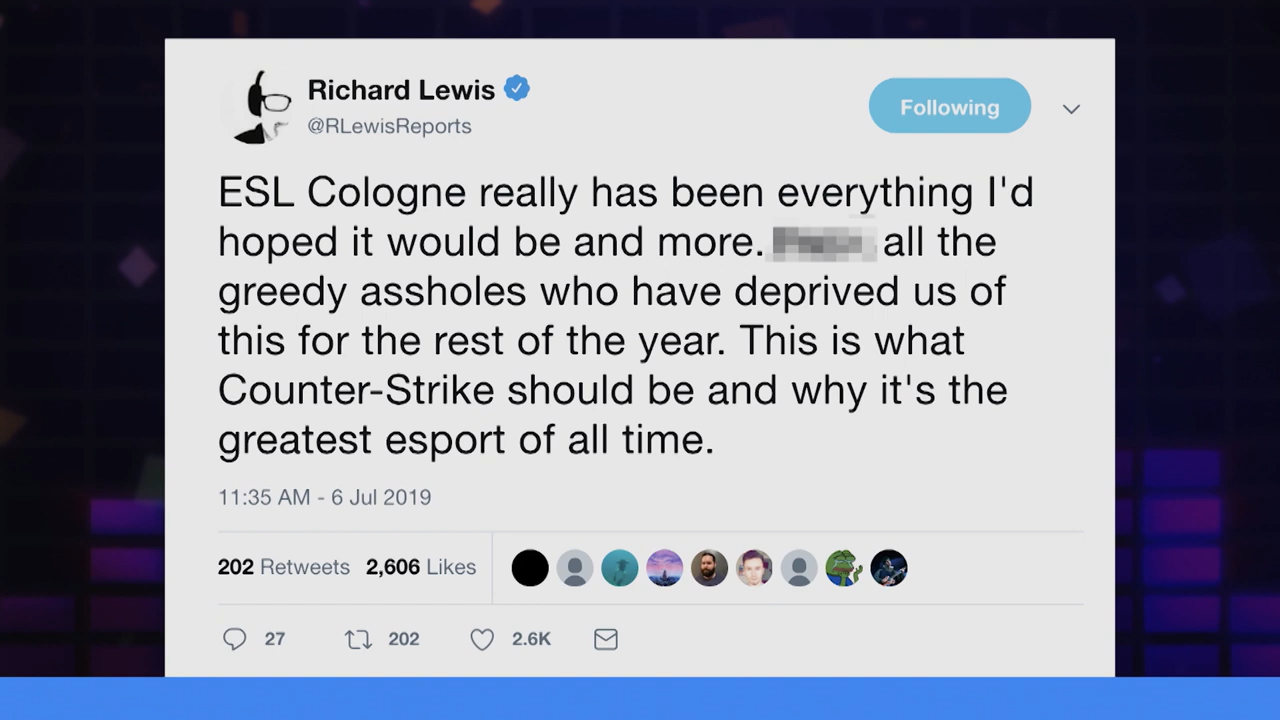 Richard Lewis
@RLewisReports
Following
ESL Cologne really has been everything I'd
hoped it would be and more. all the
greedy assholes who have deprived us of
this for the rest of the year. This is what
Counter-Strike should be and why it's the
greatest esport of all time.
11:35 AM - 6 Jul 2019
202 Retweets 2,606 Likes
27 202 2.6K